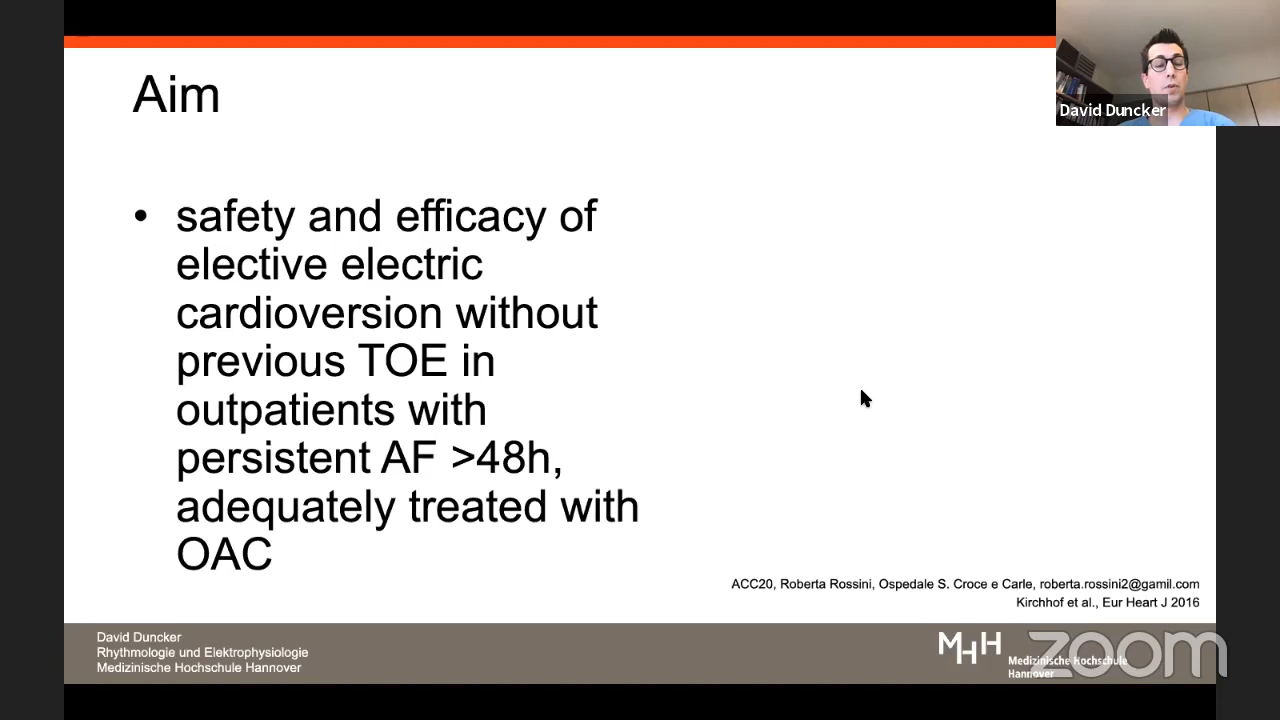 Aim
David Duncker
• safety and efficacy of
elective electric
cardioversion without
previous TOE in
outpatients with
persistent AF >48h,
adequately treated with
OAC
ACC20, Roberta Rossini, Ospedale S. Croce e Carle, roberta.rossini2@gamil.com
Kirchhof et al., Eur Heart J 2016
David Duncker
Rhythmologie und Elektrophysiologie
Medizinische Hochschule Hannover
MHH
Medizinische Hochschule
Hannover
zoom